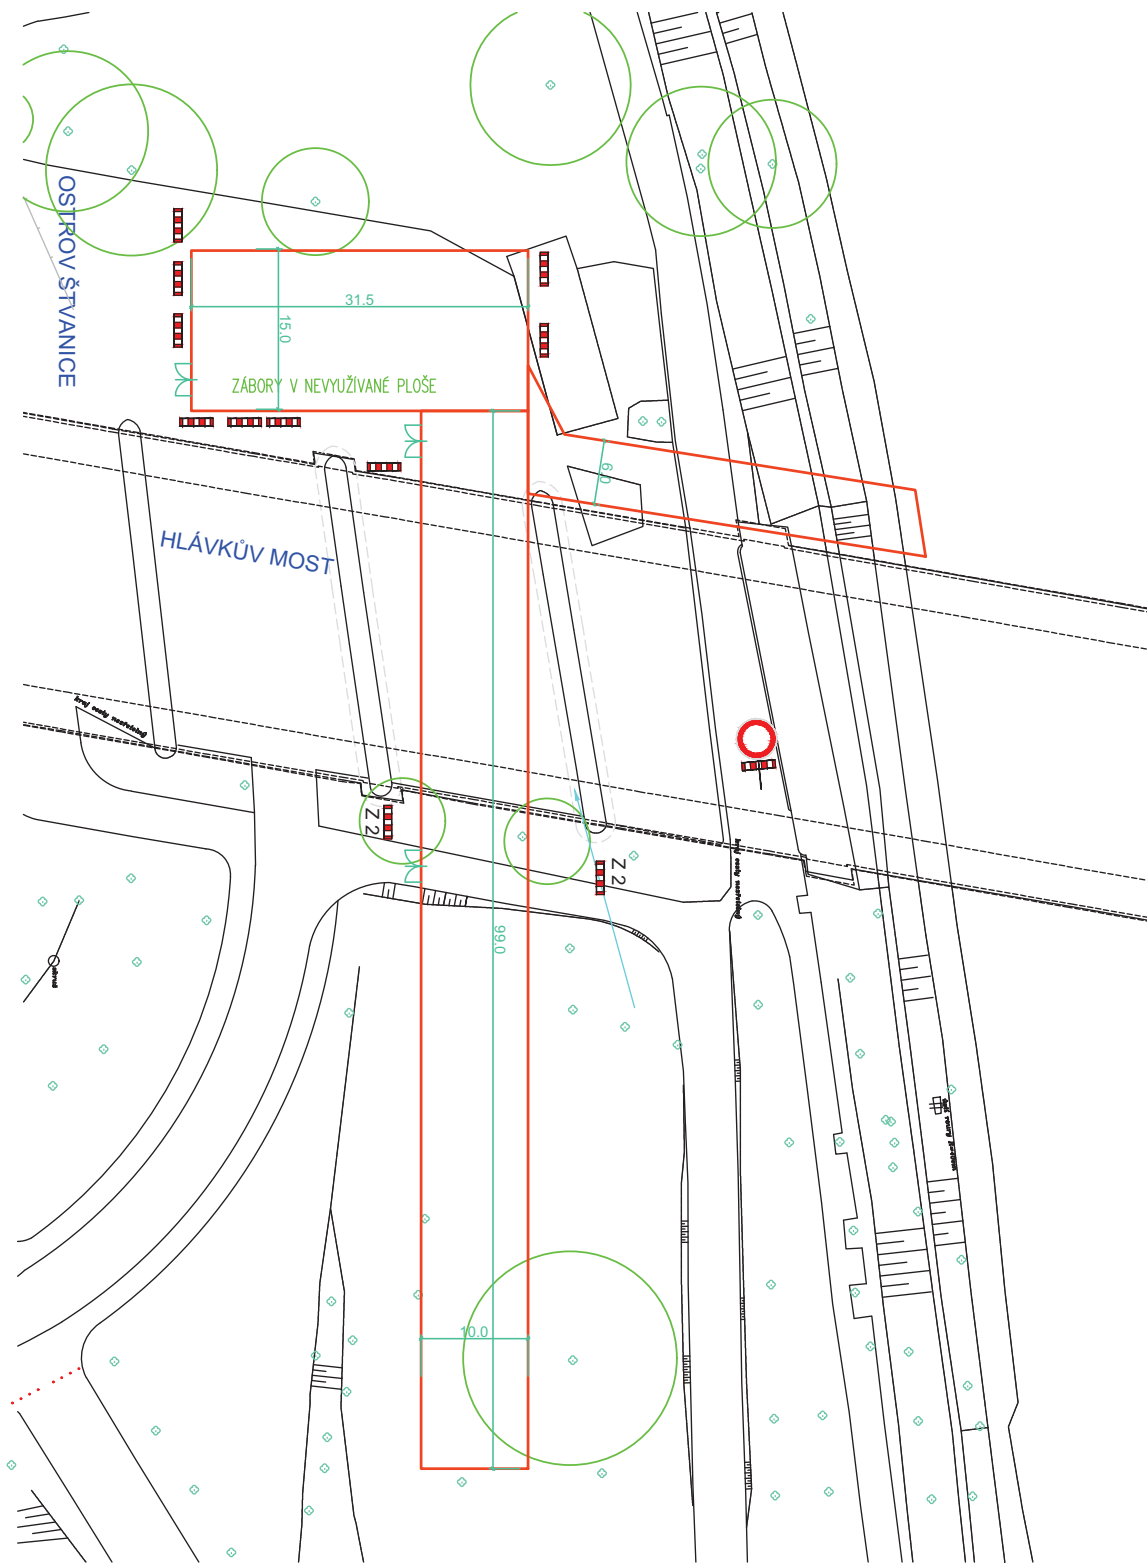 OSTROV ŠTVANICE
31.5
15.0
ZÁBORY V NEVYUŽÍVANÉ PLOŠE
6.0
HLÁVKŮV MOST
Z 2
Z 2
99.0
10.0